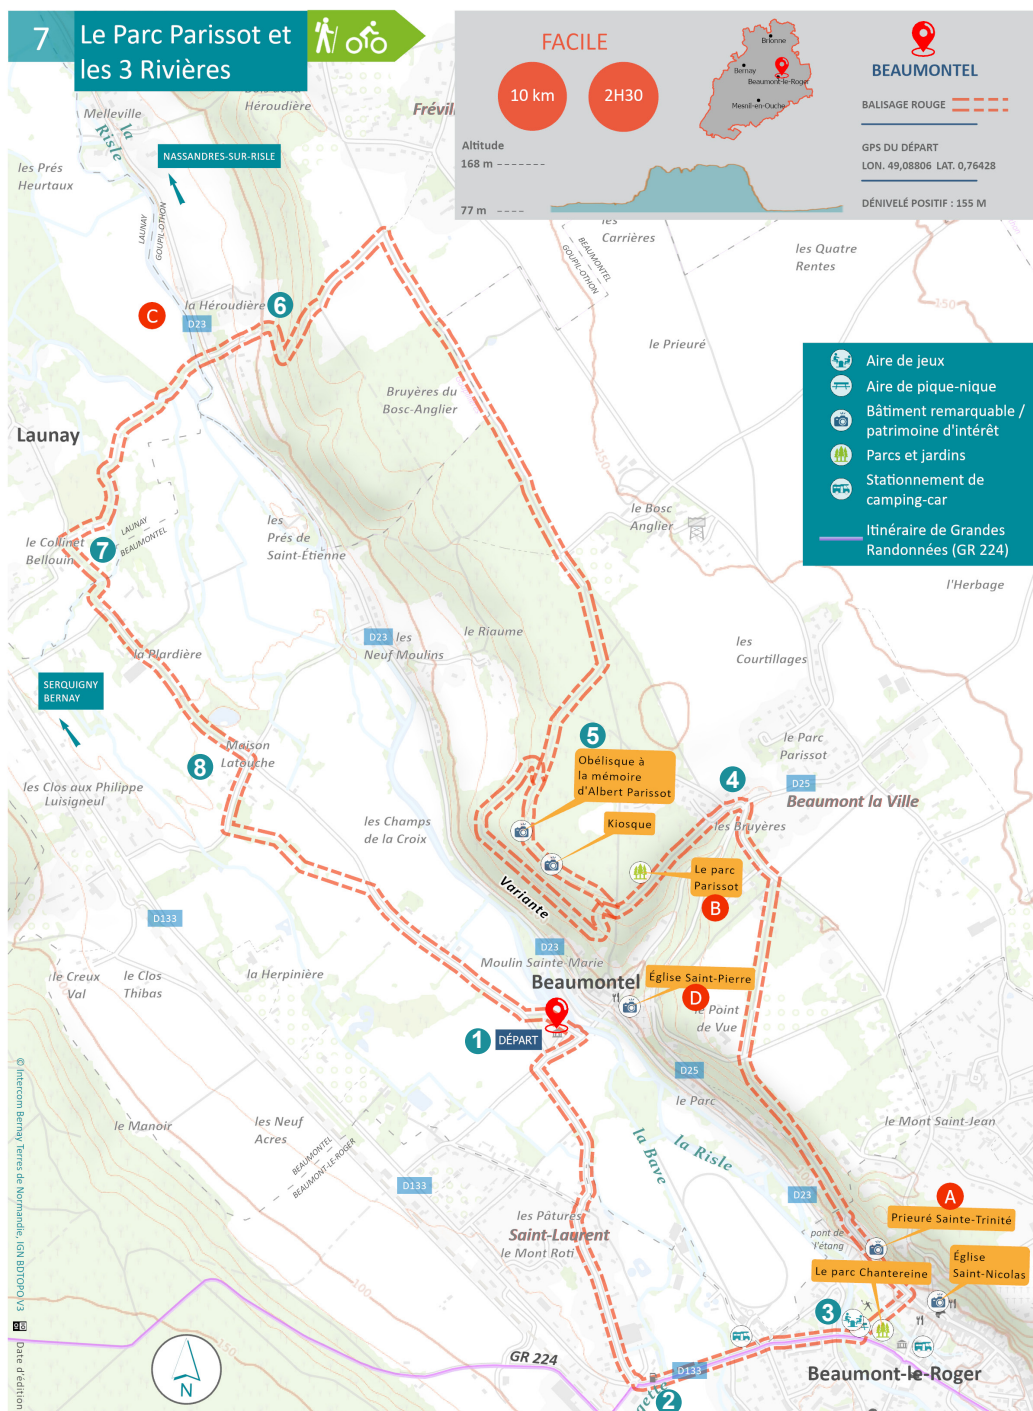 7
Le Parc Parissot et
les 3 Rivières
FACILE
10 km
2H30
Altitude
168 m
77 m
Brionne
Bernay
Beaumont-le-Roger
Mesnil-en-Ouche
BEAUMONTEL
BALISAGE ROUGE
GPS DU DÉPART
LON. 49,08806 LAT. 0,76428
DÉNIVELÉ POSITIF : 155 M
Héroudière
Melleville
la
Risle
NASSANDRES-SUR-RISLE
les Prés
Heurtaux
LAUNAY
GOUPIL-OTHON
les
Carrières
BEAUMONTEL
GOUPIL-OTHON
les Quatre
Rentes
150
la Héroudière
6
C
D23
le Prieuré
Aire de jeux
Aire de pique-nique
Bâtiment remarquable /
patrimoine d'intérêt
Parcs et jardins
Stationnement de
camping-car
Itinéraire de Grandes
Randonnées (GR 224)
Bruyères du
Bosc-Anglier
Launay
150
le Bosc
Anglier
les
Prés de
Saint-Étienne
LAUNAY
BEAUMONTEL
le Collinet
Bellouin
7
l'Herbage
D23
les
Neuf Moulins
le Riaume
les
Courtillages
la Plardière
SERQUIGNY
BERNAY
5
Obélisque à
la mémoire
d'Albert Parissot
le Parc
Parissot
Maison
Latouche
8
4
D25
Beaumont la Ville
les Clos aux Philippe
Luisigneul
les Champs
de la Croix
Kiosque
les Bruyères
Le parc
Parissot
B
Variante
D133
D23
Moulin Sainte-Marie
le Creux
Val
le Clos
Thibas
la Herpinière
Beaumontel
Église Saint-Pierre
D
le Point
de Vue
1
DÉPART
D25
le Parc
le Manoir
les Neuf
Acres
BEAUMONTEL
BEAUMONT-LE-ROGER
la Bave
la Risle
le Mont Saint-Jean
D133
D23
A
Prieuré Sainte-Trinité
les Pâtures
Saint-Laurent
le Mont Roti
pont de
l'étang
Église
Saint-Nicolas
Le parc Chantereine
3
GR 224
D133
2
Beaumont-le-Roger
N
© Intercom Bernay Terres de Normandie, IGN BDTOPO V3
Date d'édition